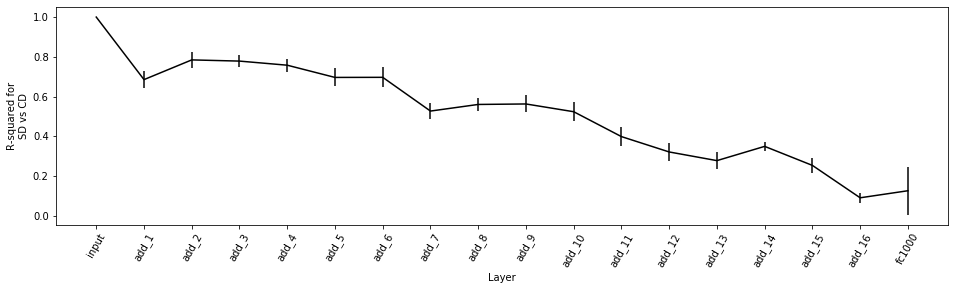 1.0
0.8
0.6
0.4
0.2
0.0
R-squared for
SD vs CD
input
add_1
add_2
add_3
add_4
add_5
add_6
add_7
add_8
add_9
add_10
add_11
add_12
add_13
add_14
add_15
add_16
fc1000
Layer